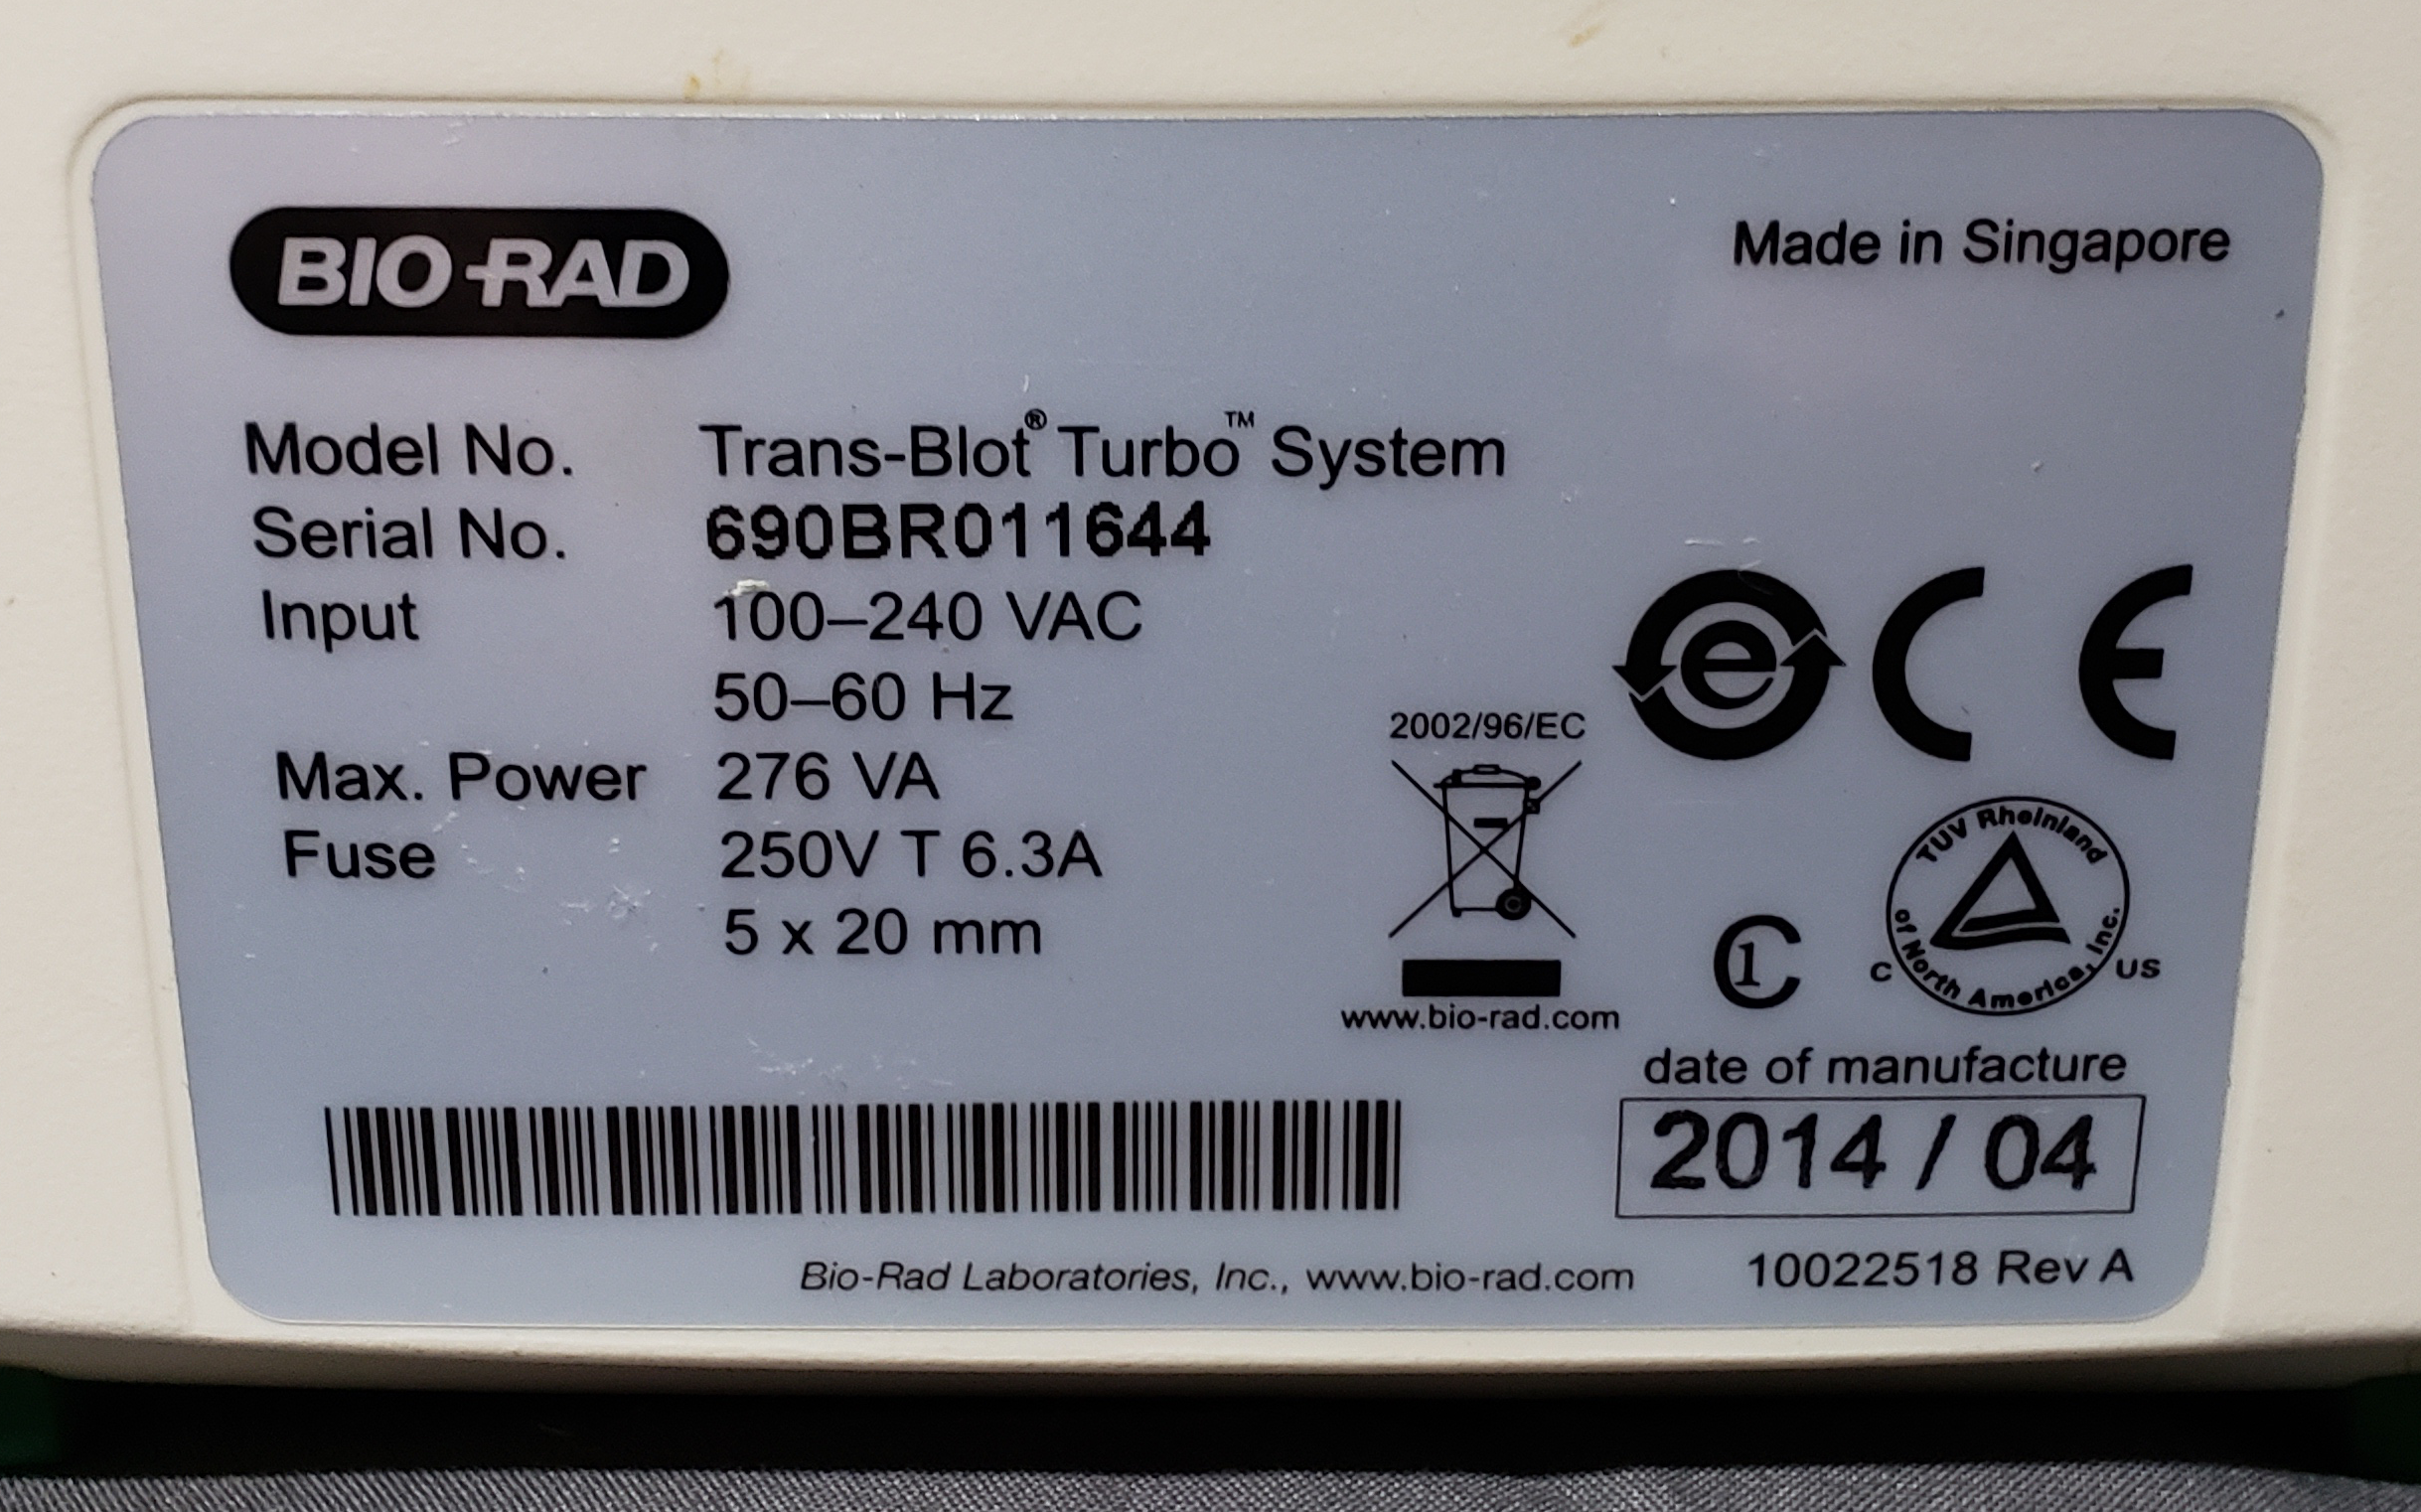 BIO-RAD
Made in Singapore
Model No. Trans-Blot® Turbo™ System
Serial No. 690BR011644
Input 100–240 VAC
50–60 Hz
Max. Power 276 VA
Fuse 250V T 6.3A
5 x 20 mm
2002/96/EC
www.bio-rad.com
e
CE
C1
TUV Rheinland
of North America, Inc.
C US
date of manufacture
2014 / 04
Bio-Rad Laboratories, Inc., www.bio-rad.com
10022518 Rev A